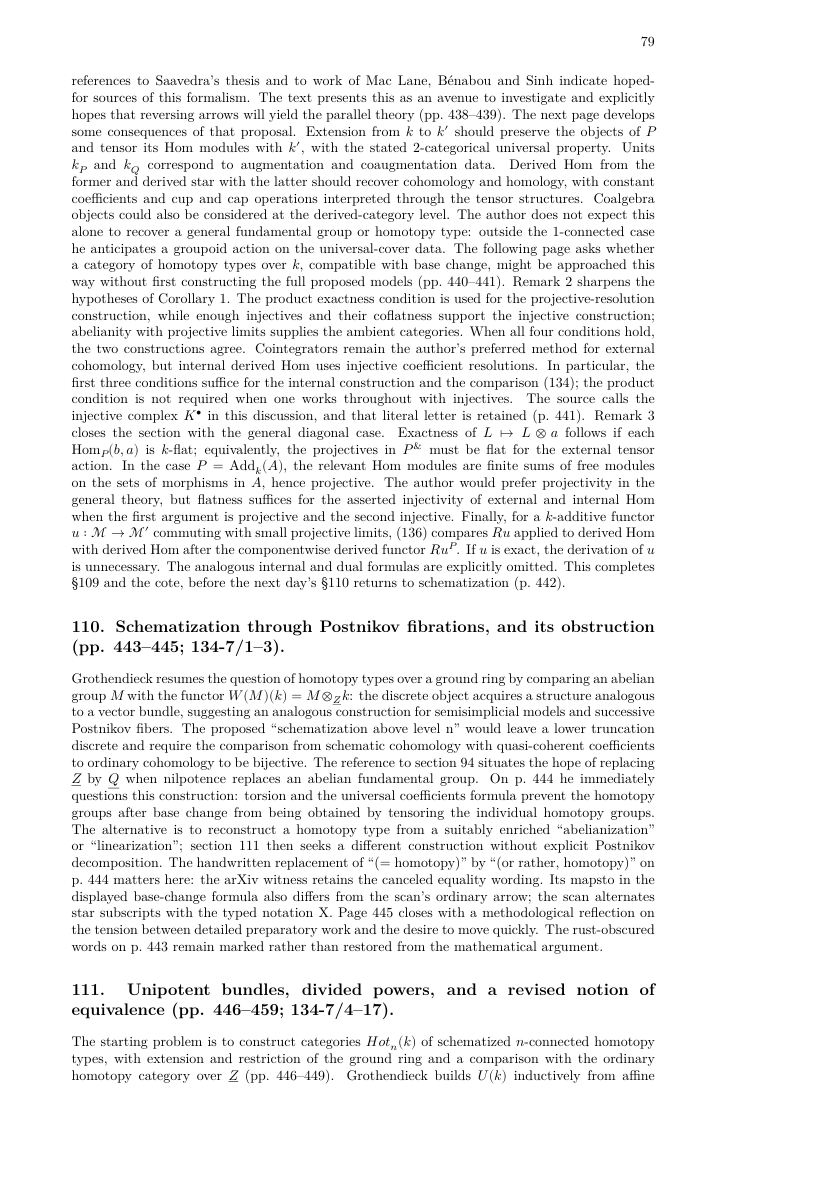 79
references to Saavedra's thesis and to work of Mac Lane, Bénabou and Sinh indicate hoped-
for sources of this formalism. The text presents this as an avenue to investigate and explicitly
hopes that reversing arrows will yield the parallel theory (pp. 438–439). The next page develops
some consequences of that proposal. Extension from k to k′ should preserve the objects of P
and tensor its Hom modules with k′, with the stated 2-categorical universal property. Units
k_P and k_Q correspond to augmentation and coaugmentation data. Derived Hom from the
former and derived star with the latter should recover cohomology and homology, with constant
coefficients and cup and cap operations interpreted through the tensor structures. Coalgebra
objects could also be considered at the derived-category level. The author does not expect this
alone to recover a general fundamental group or homotopy type: outside the 1-connected case
he anticipates a groupoid action on the universal-cover data. The following page asks whether
a category of homotopy types over k, compatible with base change, might be approached this
way without first constructing the full proposed models (pp. 440–441). Remark 2 sharpens the
hypotheses of Corollary 1. The product exactness condition is used for the projective-resolution
construction, while enough injectives and their coflatness support the injective construction;
abelianity with projective limits supplies the ambient categories. When all four conditions hold,
the two constructions agree. Cointegrators remain the author's preferred method for external
cohomology, but internal derived Hom uses injective coefficient resolutions. In particular, the
first three conditions suffice for the internal construction and the comparison (134); the product
condition is not required when one works throughout with injectives. The source calls the
injective complex K^• in this discussion, and that literal letter is retained (p. 441). Remark 3
closes the section with the general diagonal case. Exactness of L ↦ L ⊗ a follows if each
Hom_P(b, a) is k-flat; equivalently, the projectives in P^& must be flat for the external tensor
action. In the case P = Add_k(A), the relevant Hom modules are finite sums of free modules
on the sets of morphisms in A, hence projective. The author would prefer projectivity in the
general theory, but flatness suffices for the asserted injectivity of external and internal Hom
when the first argument is projective and the second injective. Finally, for a k-additive functor
u : ℳ → ℳ′ commuting with small projective limits, (136) compares Ru applied to derived Hom
with derived Hom after the componentwise derived functor Ru^P. If u is exact, the derivation of u
is unnecessary. The analogous internal and dual formulas are explicitly omitted. This completes
§109 and the cote, before the next day's §110 returns to schematization (p. 442).
110. Schematization through Postnikov fibrations, and its obstruction
(pp. 443–445; 134-7/1–3).
Grothendieck resumes the question of homotopy types over a ground ring by comparing an abelian
group M with the functor W(M)(k) = M ⊗_Z k: the discrete object acquires a structure analogous
to a vector bundle, suggesting an analogous construction for semisimplicial models and successive
Postnikov fibers. The proposed “schematization above level n” would leave a lower truncation
discrete and require the comparison from schematic cohomology with quasi-coherent coefficients
to ordinary cohomology to be bijective. The reference to section 94 situates the hope of replacing
Z by Q when nilpotence replaces an abelian fundamental group. On p. 444 he immediately
questions this construction: torsion and the universal coefficients formula prevent the homotopy
groups after base change from being obtained by tensoring the individual homotopy groups.
The alternative is to reconstruct a homotopy type from a suitably enriched “abelianization”
or “linearization”; section 111 then seeks a different construction without explicit Postnikov
decomposition. The handwritten replacement of “(= homotopy)” by “(or rather, homotopy)” on
p. 444 matters here: the arXiv witness retains the canceled equality wording. Its mapsto in the
displayed base-change formula also differs from the scan's ordinary arrow; the scan alternates
star subscripts with the typed notation X. Page 445 closes with a methodological reflection on
the tension between detailed preparatory work and the desire to move quickly. The rust-obscured
words on p. 443 remain marked rather than restored from the mathematical argument.
111. Unipotent bundles, divided powers, and a revised notion of
equivalence (pp. 446–459; 134-7/4–17).
The starting problem is to construct categories Hot_n(k) of schematized n-connected homotopy
types, with extension and restriction of the ground ring and a comparison with the ordinary
homotopy category over Z (pp. 446–449). Grothendieck builds U(k) inductively from affine